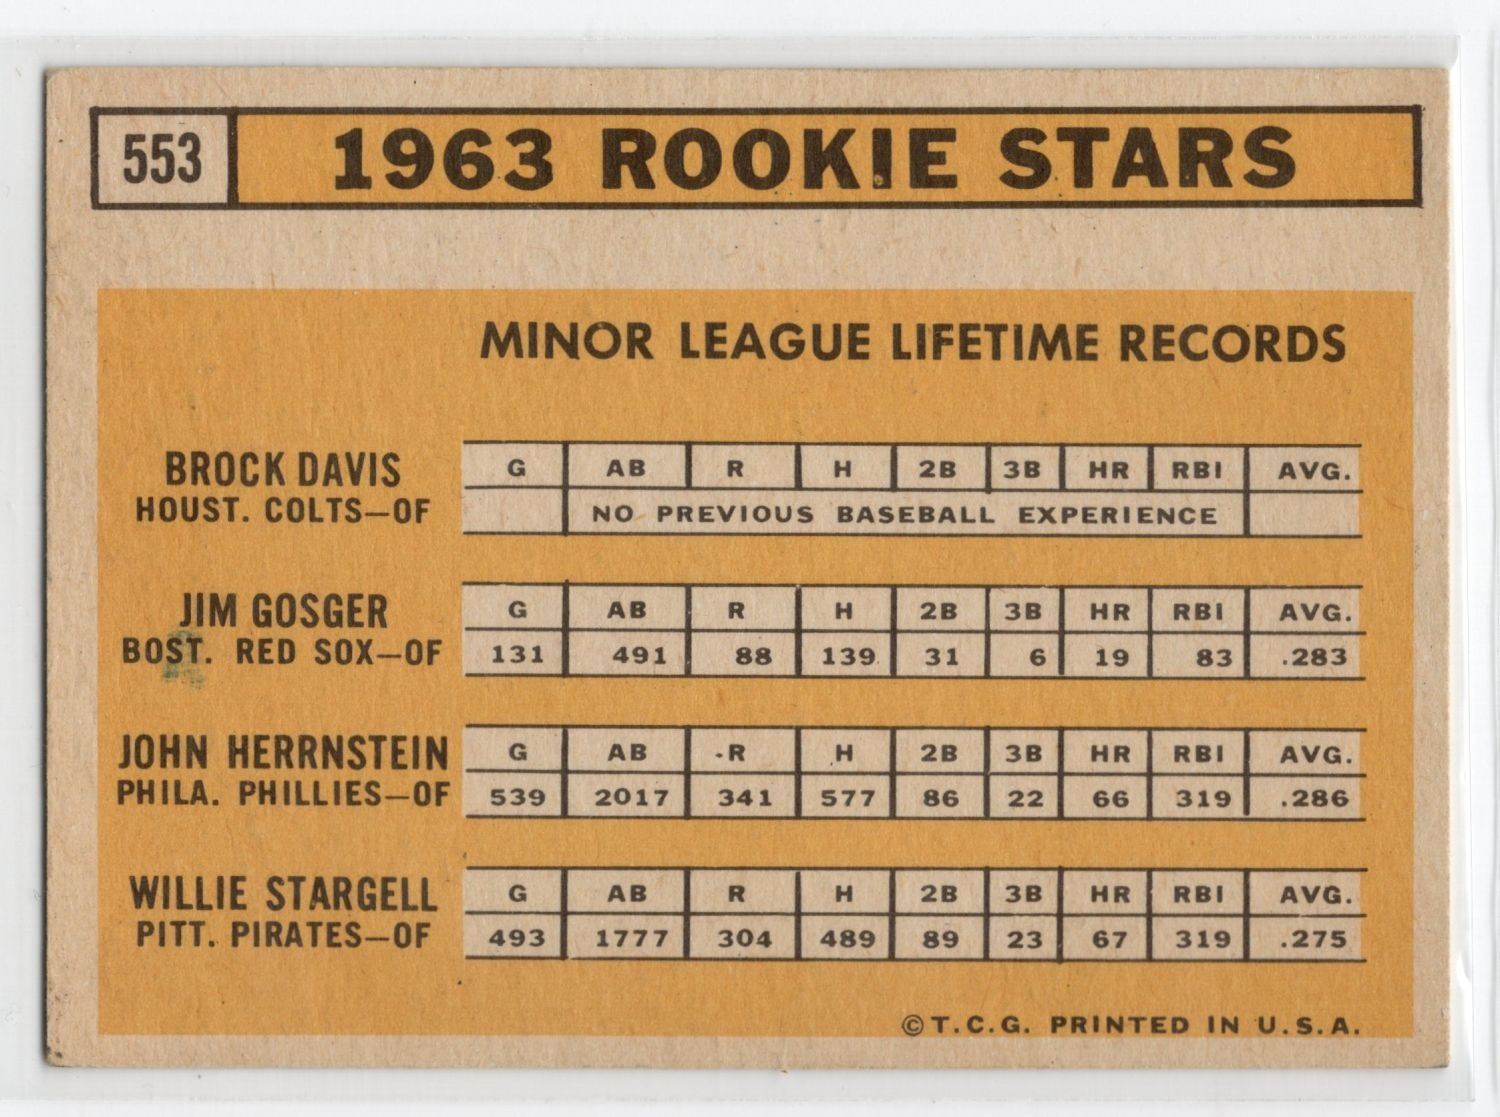 553 1963 ROOKIE STARS
MINOR LEAGUE LIFETIME RECORDS
BROCK DAVIS G AB R H 2B 3B HR RBI AVG.
HOUST. COLTS—OF NO PREVIOUS BASEBALL EXPERIENCE
JIM GOSGER G AB R H 2B 3B HR RBI AVG.
BOST. RED SOX—OF 131 491 88 139 31 6 19 83 .283
JOHN HERRNSTEIN G AB R H 2B 3B HR RBI AVG.
PHILA. PHILLIES—OF 539 2017 341 577 86 22 66 319 .286
WILLIE STARGELL G AB R H 2B 3B HR RBI AVG.
PITT. PIRATES—OF 493 1777 304 489 89 23 67 319 .275
© T.C.G. PRINTED IN U.S.A.